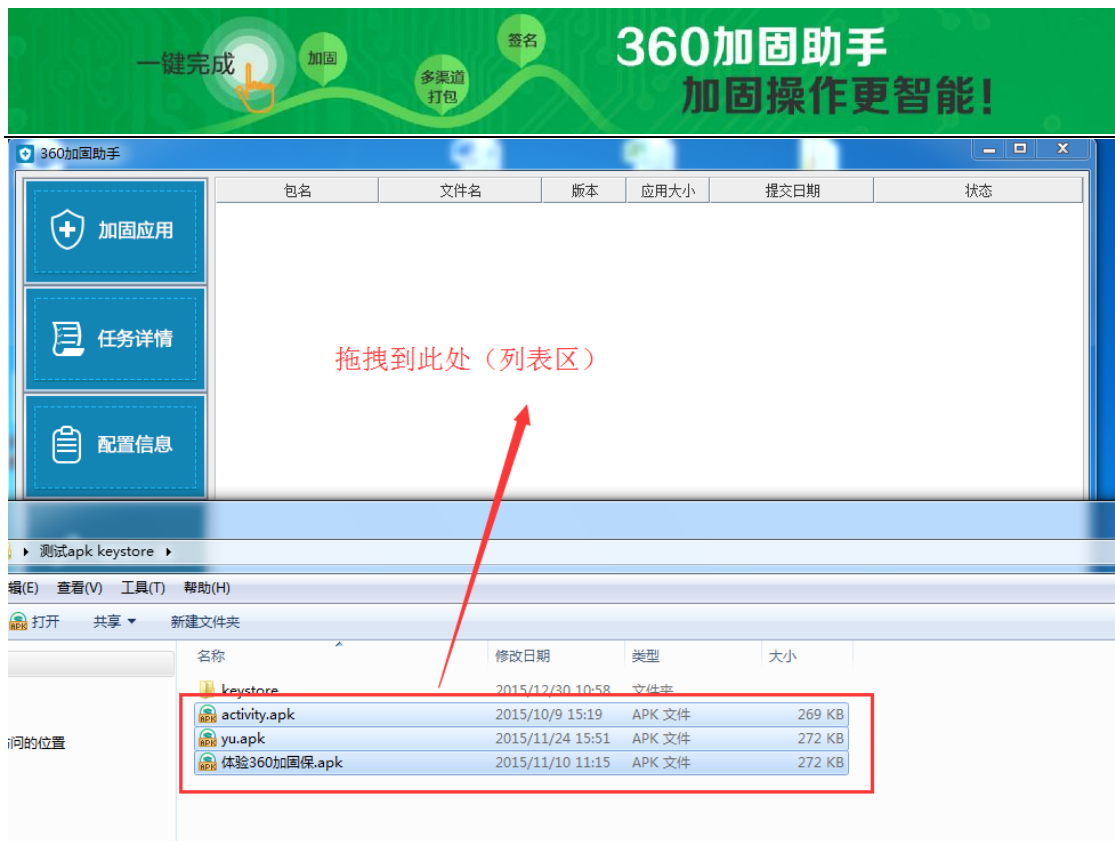 一键完成
加固
多渠道
打包
签名
360加固助手
加固操作更智能!
360加固助手
包名 文件名 版本 应用大小 提交日期 状态
加固应用
任务详情
配置信息
拖拽到此处（列表区）
测试apk keystore
辑(E) 查看(V) 工具(T) 帮助(H)
打开 共享 新建文件夹
名称 修改日期 类型 大小
keystore 2015/12/30 10:58 文件夹
APK activity.apk 2015/10/9 15:19 APK 文件 269 KB
APK yu.apk 2015/11/24 15:51 APK 文件 272 KB
APK 体验360加固保.apk 2015/11/10 11:15 APK 文件 272 KB
问的位置